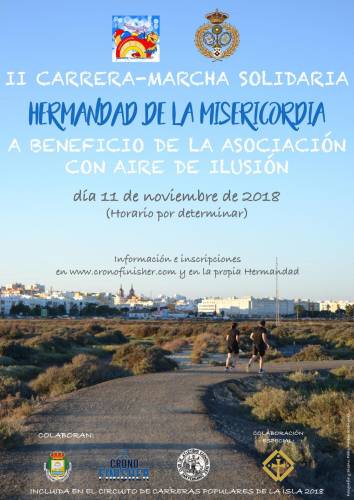 II CARRERA-MARCHA SOLIDARIA
HERMANDAD DE LA MISERICORDIA
A BENEFICIO DE LA ASOCIACIÓN
CON AIRE DE ILUSIÓN
día 11 de noviembre de 2018
(Horario por determinar)
Información e inscripciones
en www.cronofinisher.com y en la propia Hermandad
COLABORAN:
COLABORACIÓN
ESPECIAL:
CRONO
FINISHER
INCLUIDA EN EL CIRCUITO DE CARRERAS POPULARES DE LA ISLA 2018